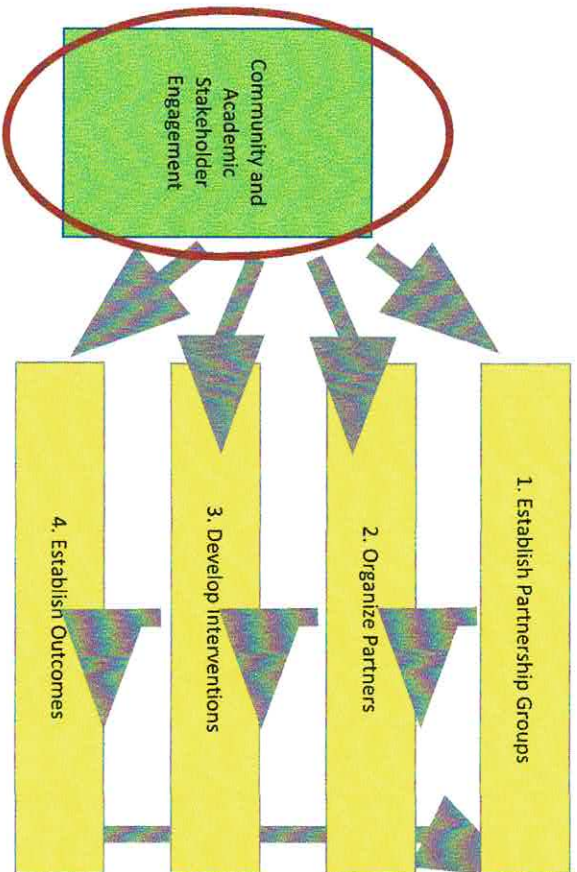 Community and
Academic
Stakeholder
Engagement
1. Establish Partnership Groups
2. Organize Partners
3. Develop Interventions
4. Establish Outcomes